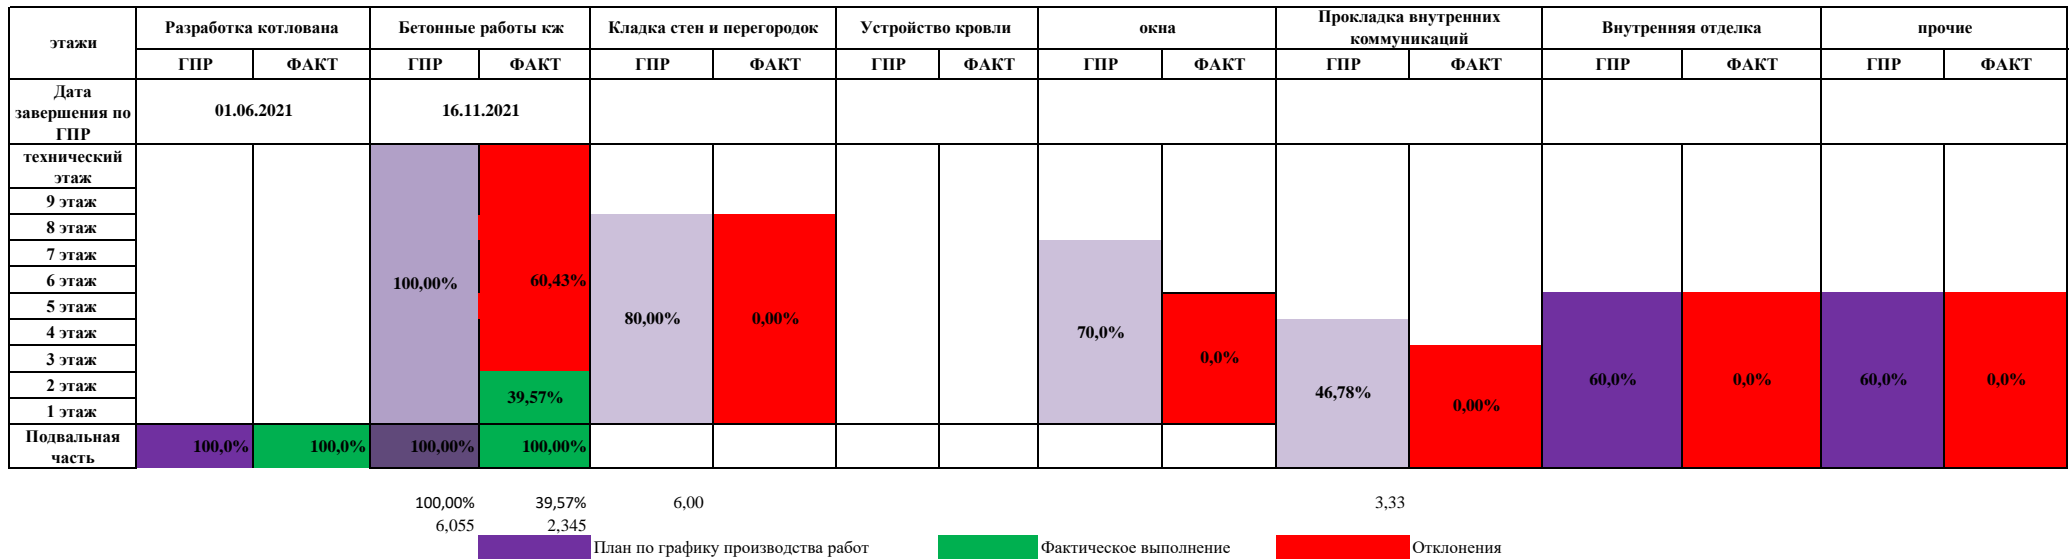 этажи
Разработка котлована
Бетонные работы кж
Кладка стен и перегородок
Устройство кровли
окна
Прокладка внутренних
коммуникаций
Внутренняя отделка
прочие
ГПР ФАКТ ГПР ФАКТ ГПР ФАКТ ГПР ФАКТ ГПР ФАКТ ГПР ФАКТ ГПР ФАКТ ГПР ФАКТ
Дата
завершения по
ГПР
01.06.2021
16.11.2021
технический
этаж
9 этаж
8 этаж
7 этаж
6 этаж
5 этаж
4 этаж
3 этаж
2 этаж
1 этаж
100,00%
60,43%
39,57%
80,00%
0,00%
70,0%
0,0%
46,78%
0,00%
60,0%
0,0%
60,0%
0,0%
Подвальная
часть
100,0% 100,0% 100,00% 100,00%
100,00% 39,57% 6,00 3,33
6,055 2,345
План по графику производства работ
Фактическое выполнение
Отклонения